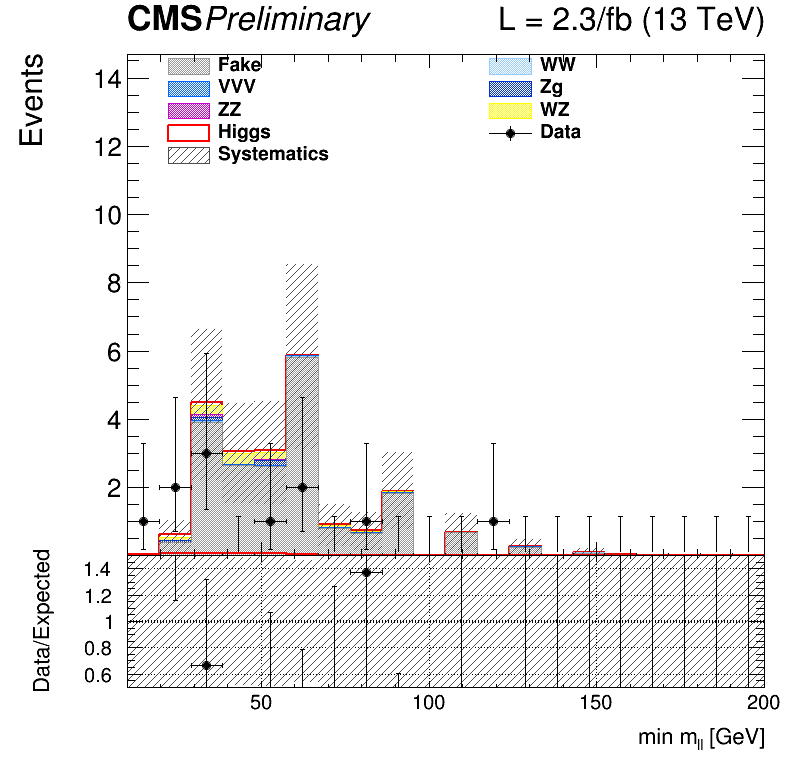 CMS Preliminary L = 2.3/fb (13 TeV)
Events
14
12
10
8
6
4
2
Fake
VVV
ZZ
Higgs
Systematics
WW
Zg
WZ
Data
Data/Expected
1.4
1.2
1
0.8
0.6
50 100 150 200
min m_ll [GeV]